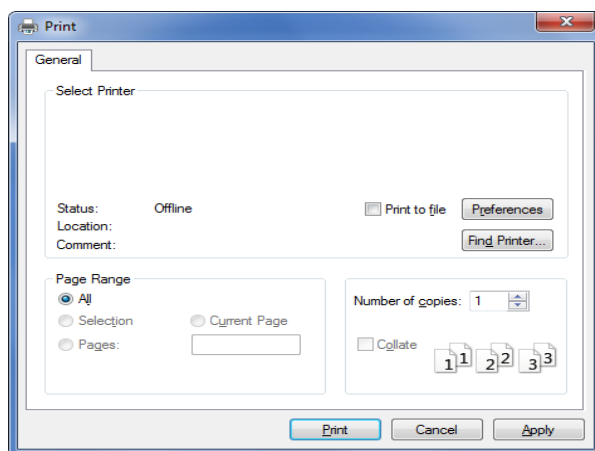 Print
General
Select Printer
Status: Offline
Print to file Preferences
Location:
Comment:
Find Printer...
Page Range
All
Selection Current Page
Pages:
Number of copies: 1
Collate
1 1 2 2 3 3
Print Cancel Apply